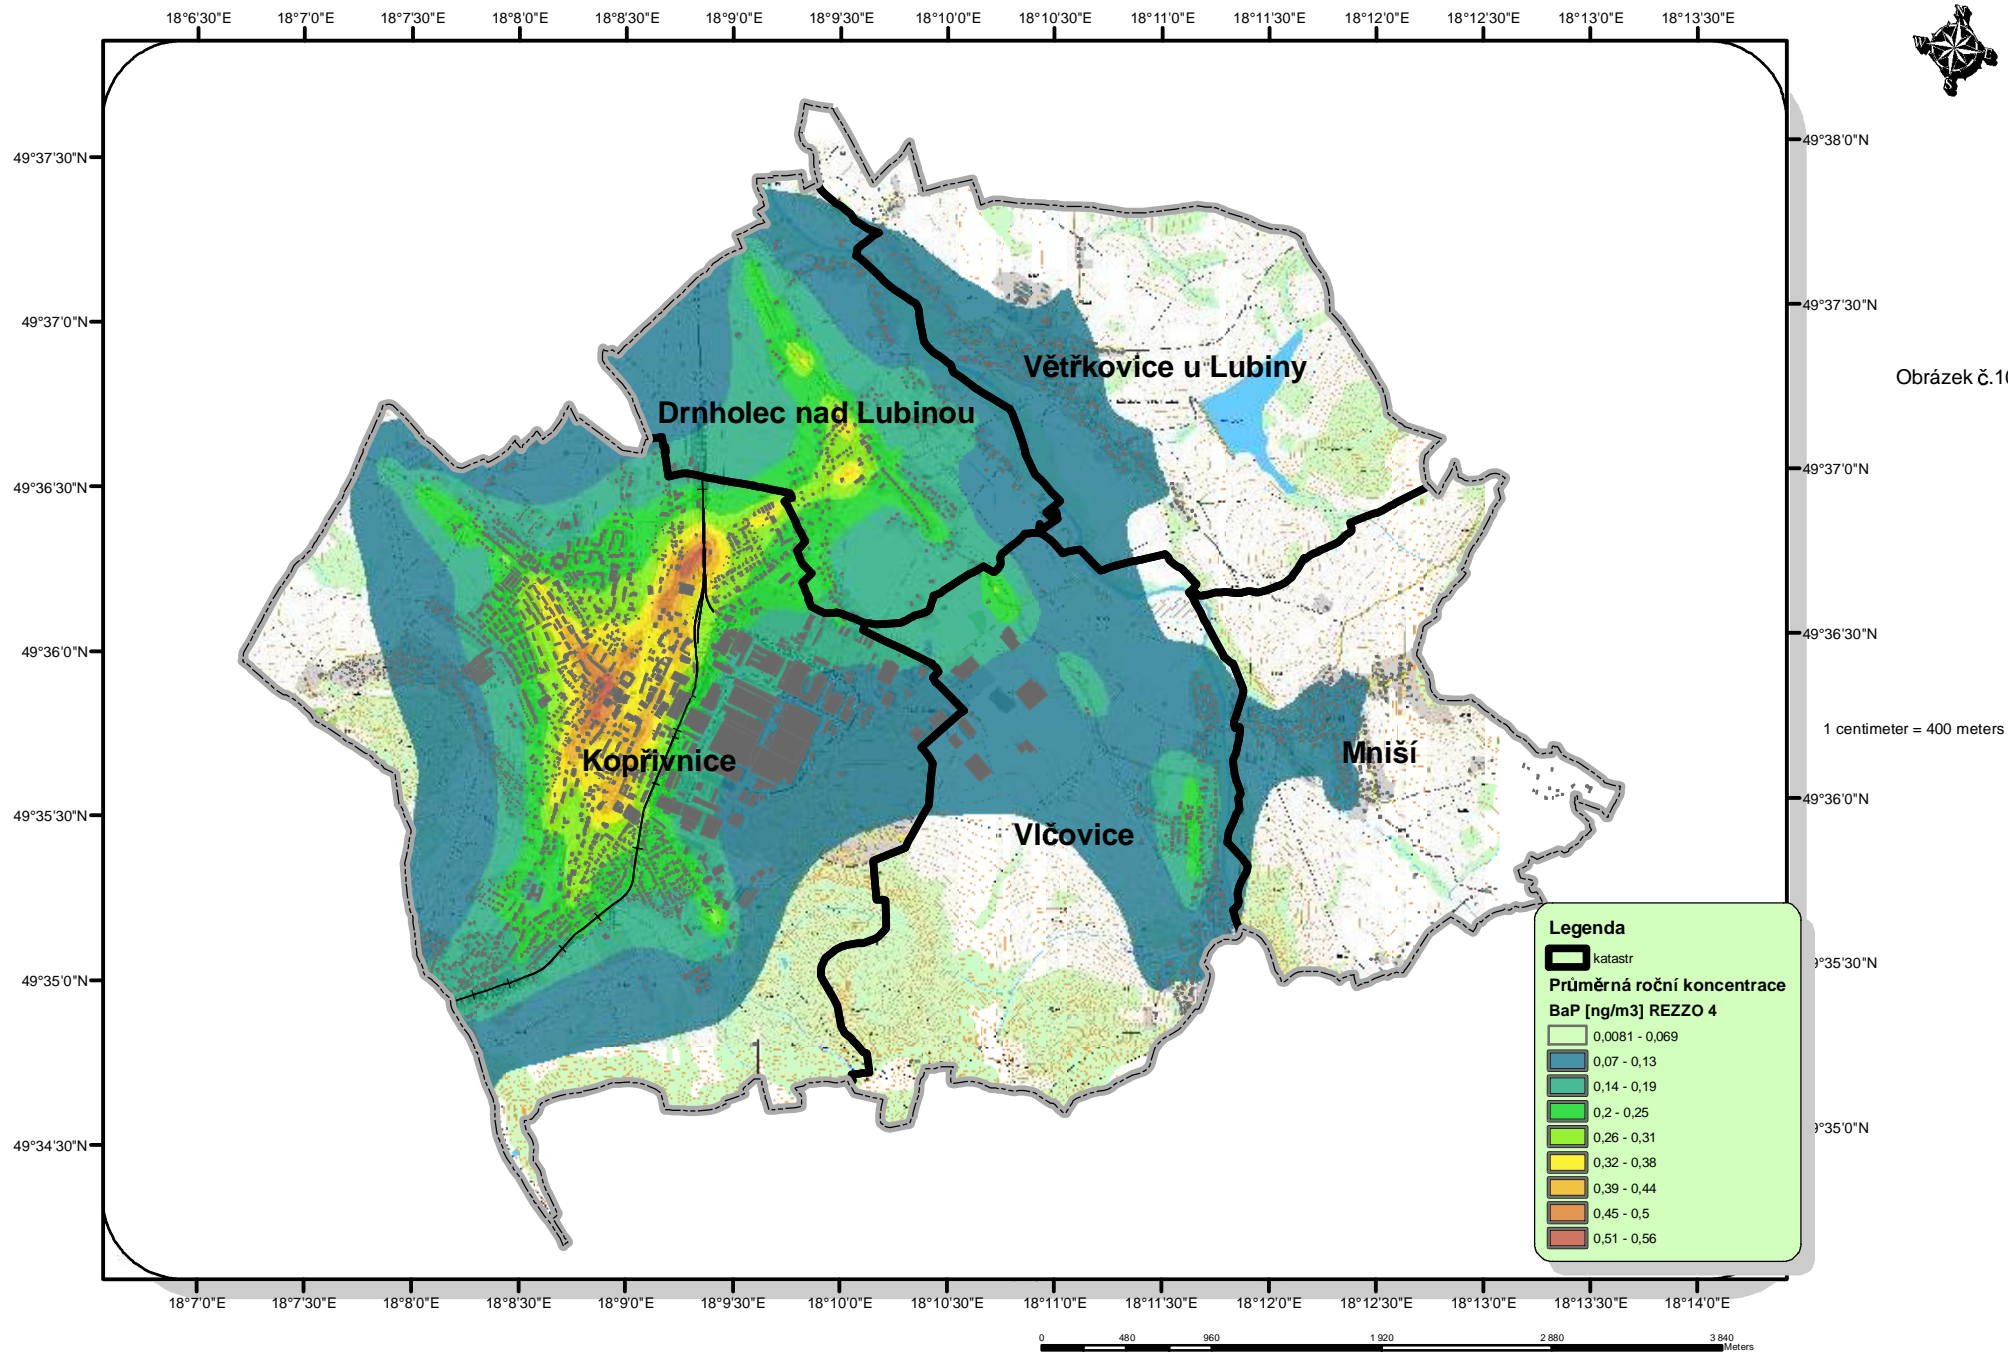 18°6'30"E 18°7'0"E 18°7'30"E 18°8'0"E 18°8'30"E 18°9'0"E 18°9'30"E 18°10'0"E 18°10'30"E 18°11'0"E 18°11'30"E 18°12'0"E 18°12'30"E 18°13'0"E 18°13'30"E
49°37'30"N
49°37'0"N
49°36'30"N
49°36'0"N
49°35'30"N
49°35'0"N
49°34'30"N
Větřkovice u Lubiny
Drnholec nad Lubinou
Kopřivnice
Mniší
Vlčovice
49°38'0"N
49°37'30"N
49°37'0"N
49°36'30"N
49°36'0"N
9°35'30"N
9°35'0"N
Obrázek č.10
1 centimeter = 400 meters
Legenda
katastr
Průměrná roční koncentrace
BaP [ng/m3] REZZO 4
0,0081 - 0,069
0,07 - 0,13
0,14 - 0,19
0,2 - 0,25
0,26 - 0,31
0,32 - 0,38
0,39 - 0,44
0,45 - 0,5
0,51 - 0,56
18°7'0"E 18°7'30"E 18°8'0"E 18°8'30"E 18°9'0"E 18°9'30"E 18°10'0"E 18°10'30"E 18°11'0"E 18°11'30"E 18°12'0"E 18°12'30"E 18°13'0"E 18°13'30"E 18°14'0"E
0 480 960 1 920 2 880 3 840
Meters